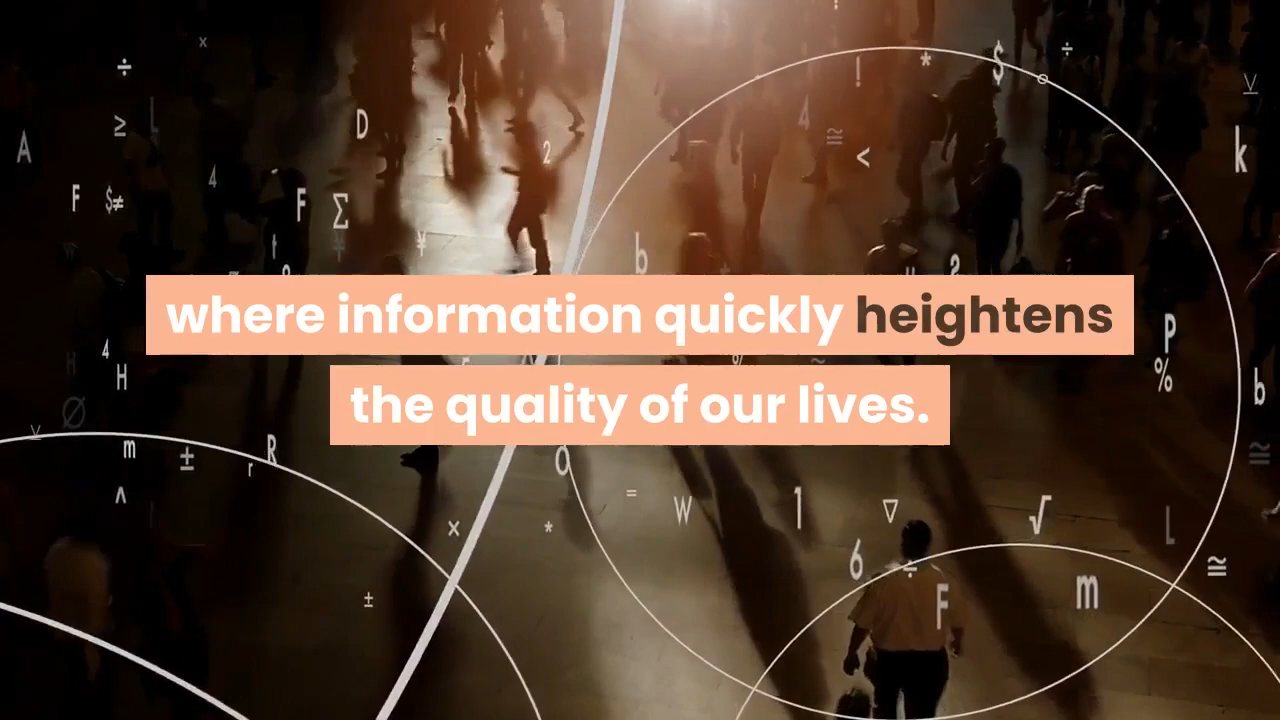 where information quickly heightens
the quality of our lives.